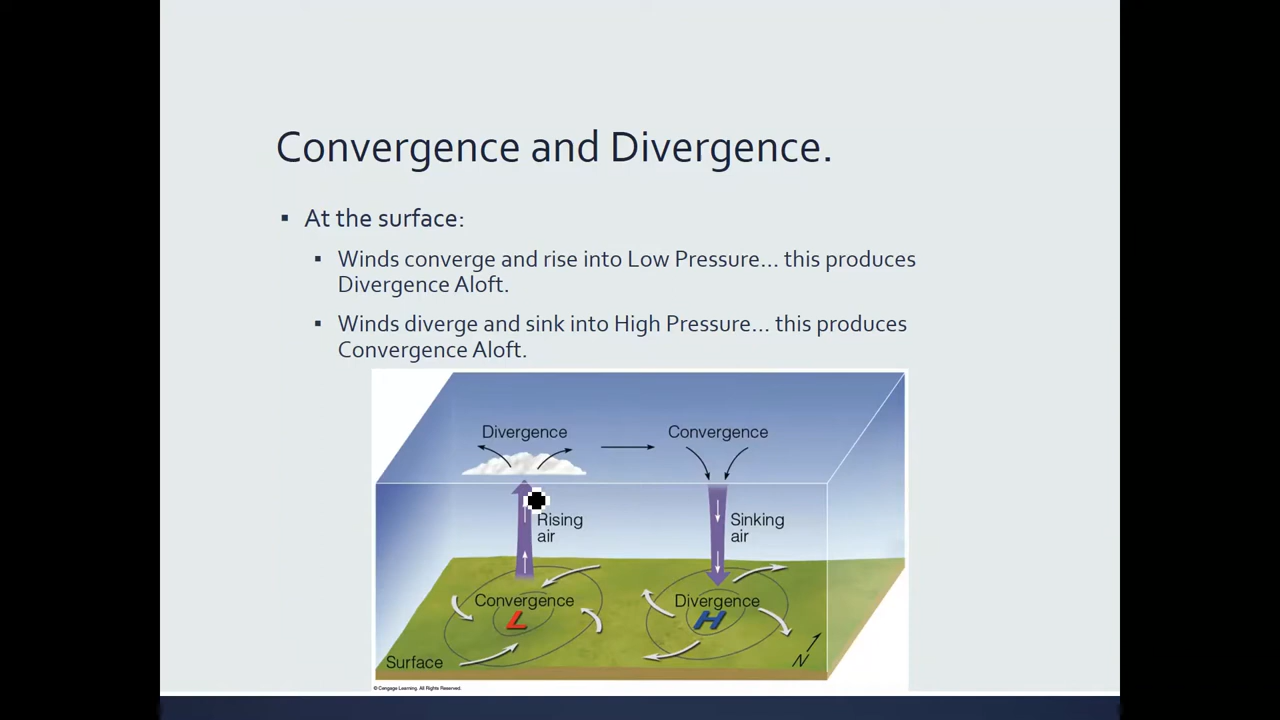 Convergence and Divergence.
▪ At the surface:
▪ Winds converge and rise into Low Pressure... this produces
Divergence Aloft.
▪ Winds diverge and sink into High Pressure... this produces
Convergence Aloft.
Divergence
Convergence
Rising
air
Sinking
air
Convergence
L
Divergence
H
Surface
N
© Cengage Learning. All Rights Reserved.